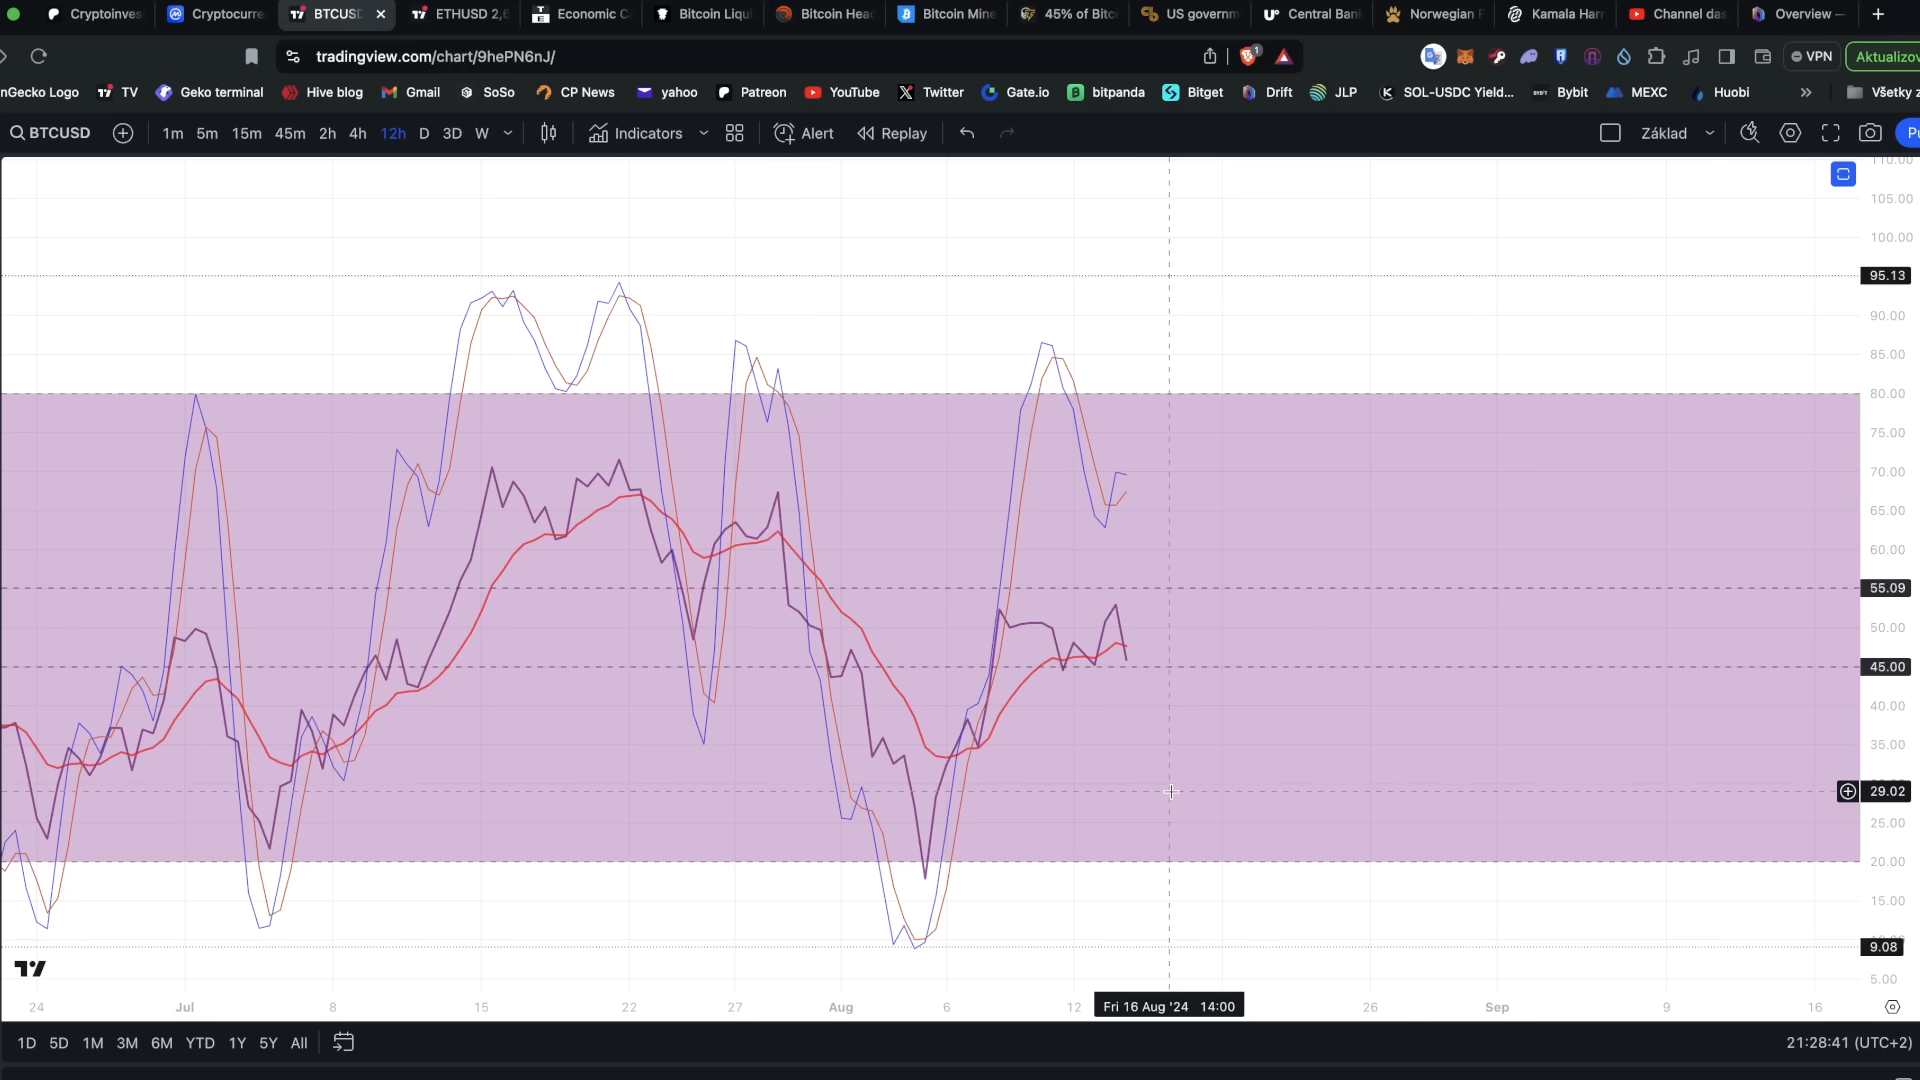 Cryptoinves
Cryptocurre
BTCUSD
ETHUSD 2,6
Economic C
Bitcoin Liqu
Bitcoin Hea
Bitcoin Mine
45% of Bitc
US governm
Central Ban
Norwegian F
Kamala Harr
Channel das
Overview —
tradingview.com/chart/9hePN6nJ/
1
VPN
Aktualizov
nGecko Logo
TV
Geko terminal
Hive blog
Gmail
SoSo
CP News
yahoo
Patreon
YouTube
Twitter
Gate.io
bitpanda
Bitget
Drift
JLP
SOL-USDC Yield...
Bybit
MEXC
Huobi
»
Všetky z
BTCUSD
1m 5m 15m 45m 2h 4h 12h D 3D W
Indicators
Alert
Replay
Základ
Pu
110.00
105.00
100.00
95.13
90.00
85.00
80.00
75.00
70.00
65.00
60.00
55.09
50.00
45.00
40.00
35.00
29.02
25.00
20.00
15.00
9.08
5.00
24 Jul 8 15 22 27 Aug 6 12 Fri 16 Aug '24 14:00 26 Sep 9 16
1D 5D 1M 3M 6M YTD 1Y 5Y All
21:28:41 (UTC+2)